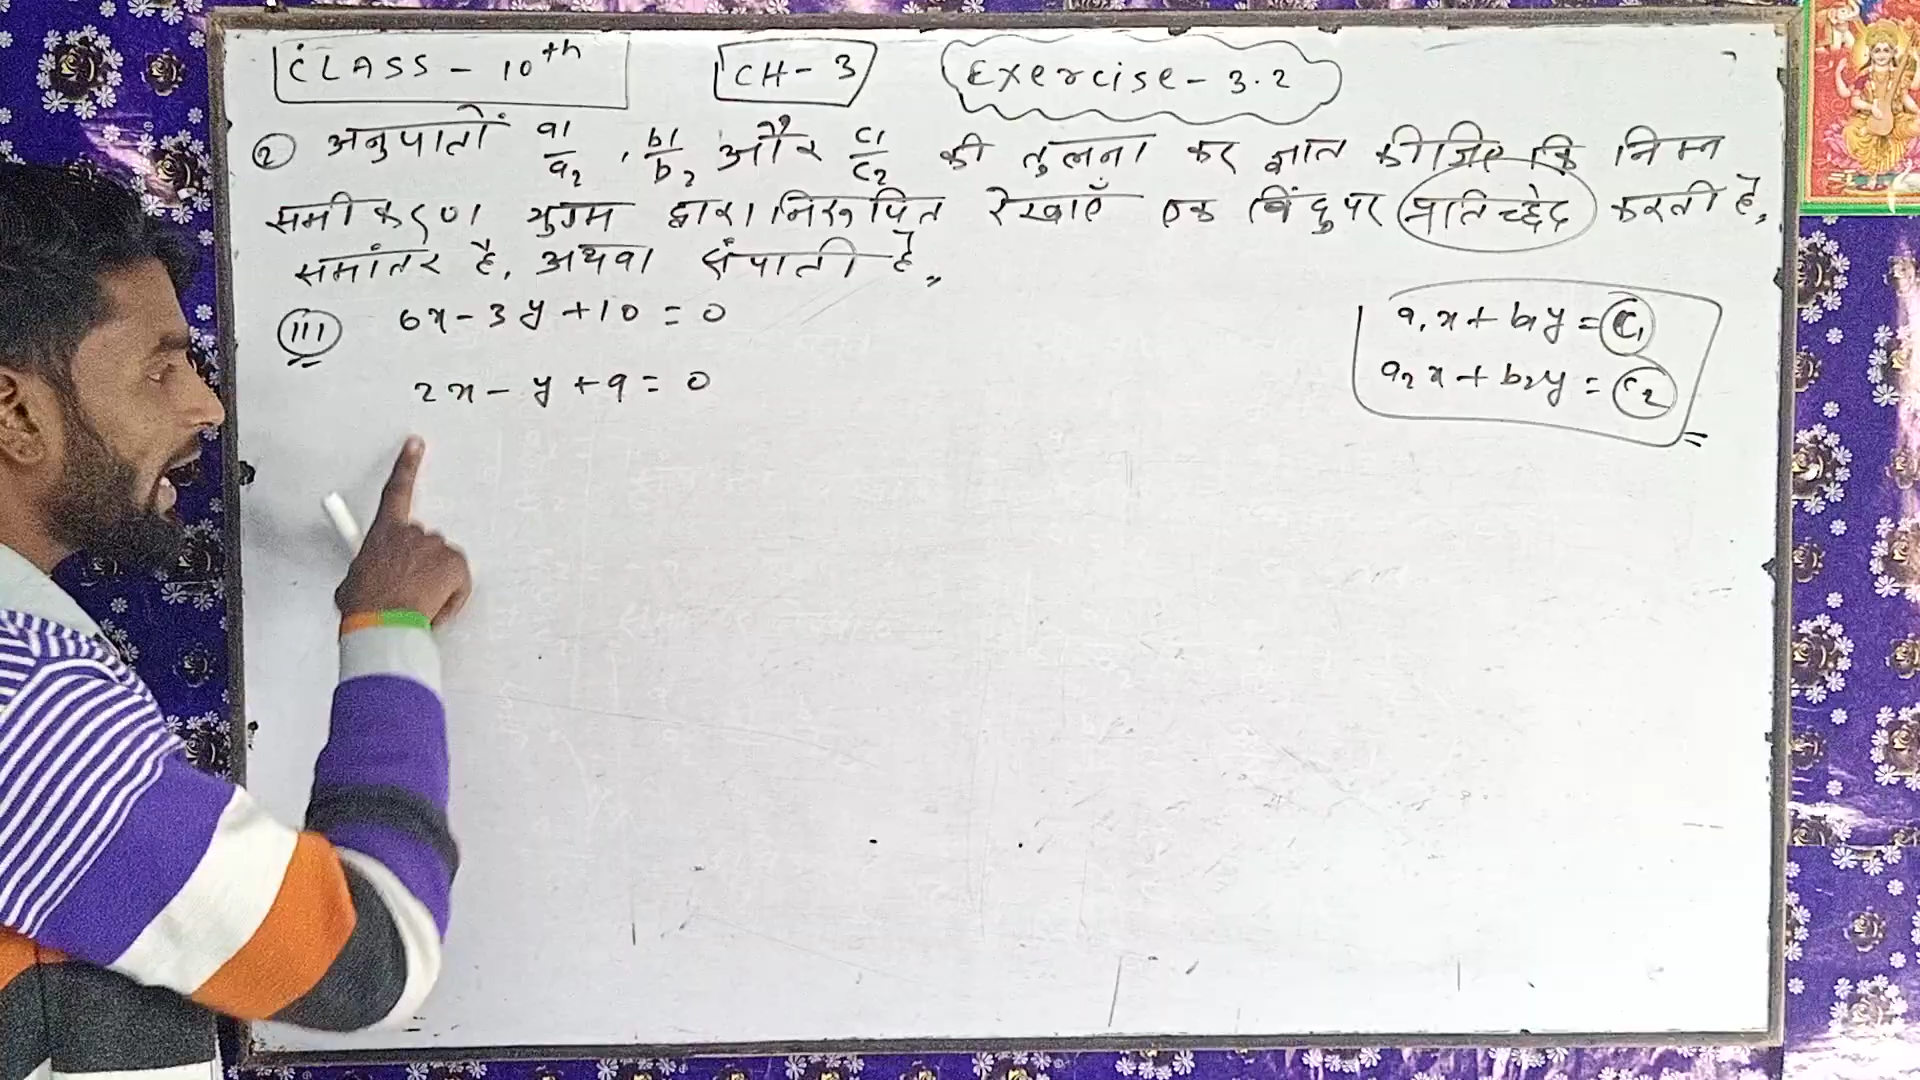 CLASS - 10th
CH-3
Exercise - 3.2
② अनुपातों a1/a2, b1/b2 और c1/c2 की तुलना कर ज्ञात कीजिए कि निम्न
समीकरण युग्म द्वारा निरूपित रेखाएँ एक बिंदु पर प्रतिच्छेद करती है,
समांतर है, अथवा संपाती है,,
(iii) 6x - 3y + 10 = 0
2x - y + 9 = 0
a1x + b1y = c1
a2x + b2y = c2